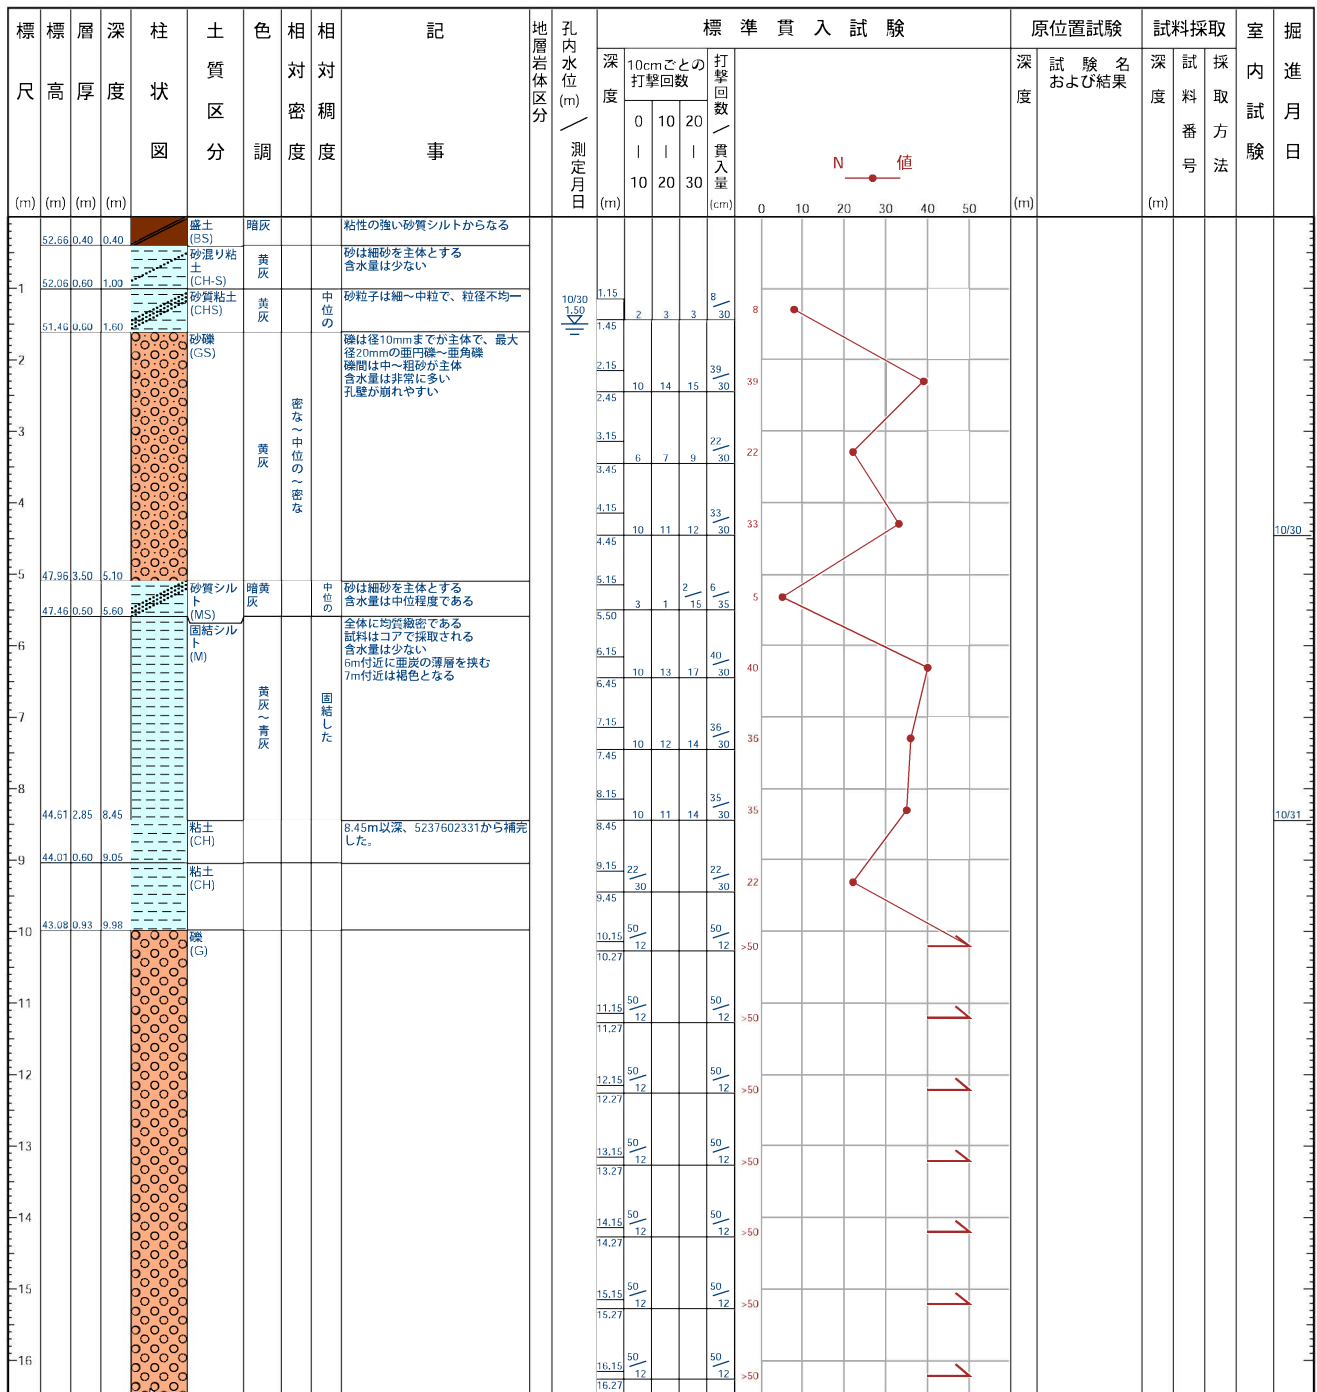 標尺 (m)
標高 (m)
層厚 (m)
深度 (m)
柱状図
土質区分
色調
相対密度
相対稠度
記事
地層岩体区分
孔内水位(m)/測定月日
標準貫入試験
深度 (m)
10cmごとの
打撃回数
0 | 10
10 | 20
20 | 30
打撃回数/貫入量 (cm)
N 値
0 10 20 30 40 50
原位置試験
深度 (m)
試験名
および結果
試料採取
深度 (m)
試料番号
採取方法
室内試験
掘進月日
52.66 0.40 0.40
盛土
(BS)
暗灰
粘性の強い砂質シルトからなる
52.06 0.60 1.00
砂混り粘
土
(CH-S)
黄灰
砂は細砂を主体とする
含水量は少ない
1
51.46 0.60 1.60
砂質粘土
(CHS)
黄灰
中位の
砂粒子は細〜中粒で、粒径不均一
10/30
1.50
1.15
1.45
2 3 3 8/30 8
砂礫
(GS)
黄灰
密な〜中位の〜密な
礫は径10mmまでが主体で、最大
径20mmの亜円礫〜亜角礫
礫間は中〜粗砂が主体
含水量は非常に多い
孔壁が崩れやすい
2
2.15
2.45
10 14 15 39/30 39
3
3.15
3.45
6 7 9 22/30 22
4
4.15
4.45
10 11 12 33/30 33
10/30
5
47.96 3.50 5.10
47.46 0.50 5.60
砂質シル
ト
(MS)
暗黄
灰
中位の
砂は細砂を主体とする
含水量は中位程度である
5.15
5.50
3 1 2/15 6/35 5
固結シル
ト
(M)
黄灰〜青灰
固結した
全体に均質緻密である
試料はコアで採取される
含水量は少ない
6m付近に亜炭の薄層を挟む
7m付近は褐色となる
6
6.15
6.45
10 13 17 40/30 40
7
7.15
7.45
10 12 14 36/30 36
8
8.15
8.45
10 11 14 35/30 35
10/31
44.61 2.85 8.45
粘土
(CH)
8.45m以深、5237602331から補完
した。
9
44.01 0.60 9.05
粘土
(CH)
9.15
9.45
22/30 22/30 22
43.08 0.93 9.98
10
礫
(G)
10.15
10.27
50/12 50/12 >50
11
11.15
11.27
50/12 50/12 >50
12
12.15
12.27
50/12 50/12 >50
13
13.15
13.27
50/12 50/12 >50
14
14.15
14.27
50/12 50/12 >50
15
15.15
15.27
50/12 50/12 >50
16
16.15
16.27
50/12 50/12 >50